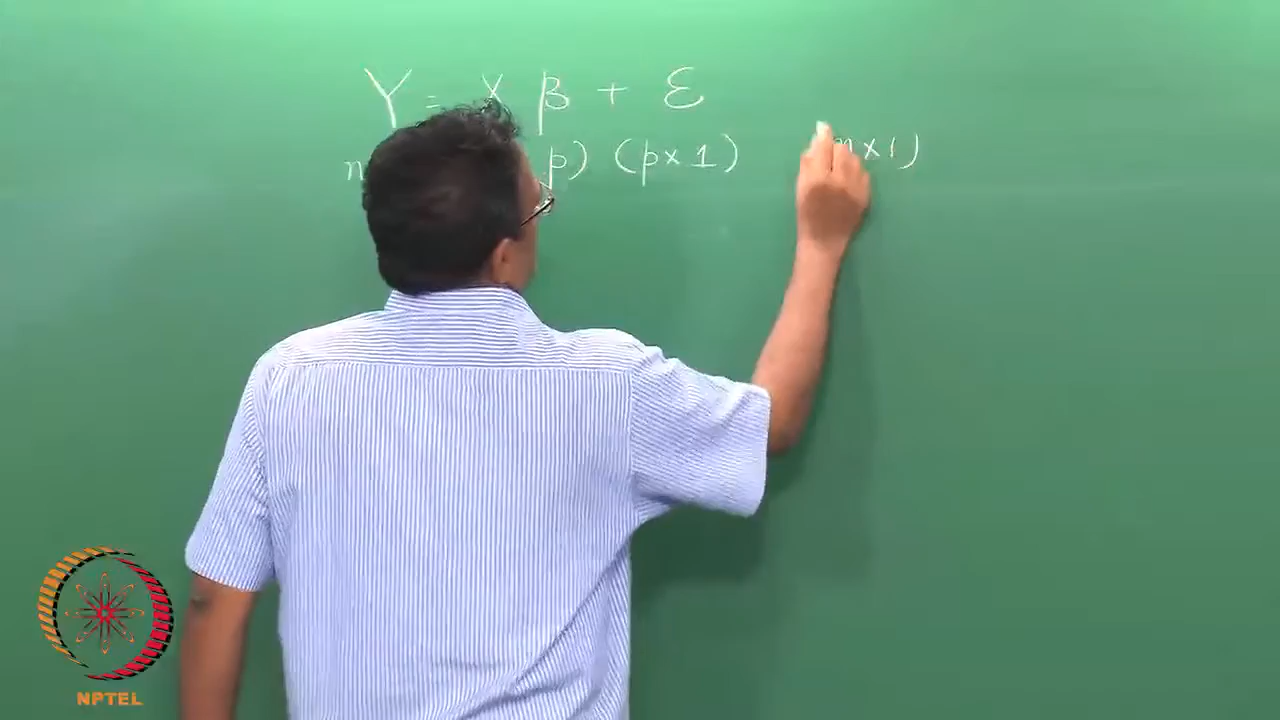 Y = X β + ε
n p) (p×1) n×1)
NPTEL